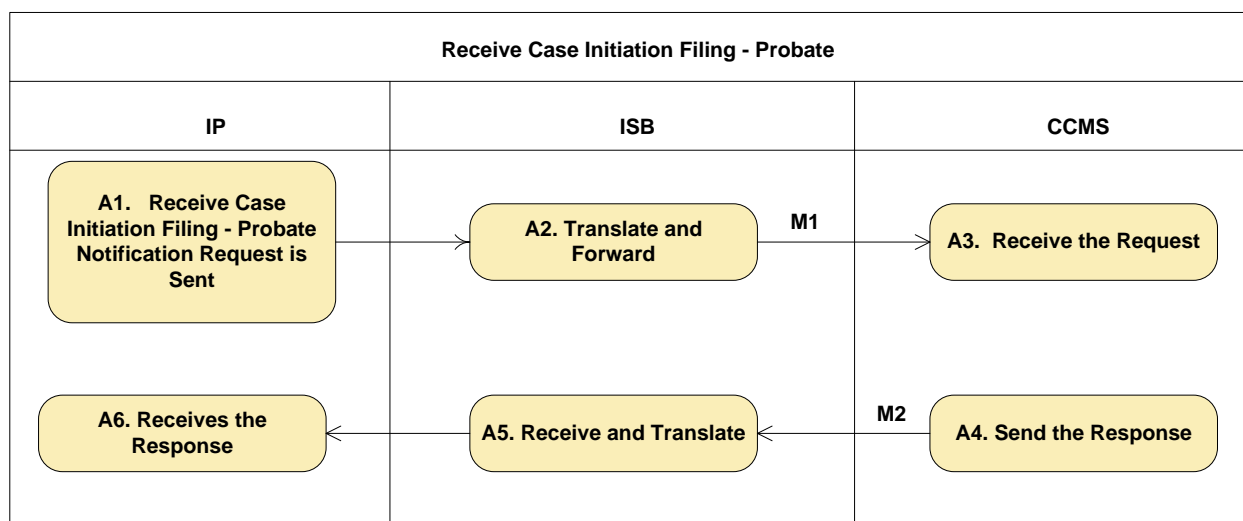 Receive Case Initiation Filing - Probate
IP
ISB
CCMS
A1. Receive Case
Initiation Filing - Probate
Notification Request is
Sent
A2. Translate and
Forward
M1
A3. Receive the Request
A6. Receives the
Response
A5. Receive and Translate
M2
A4. Send the Response